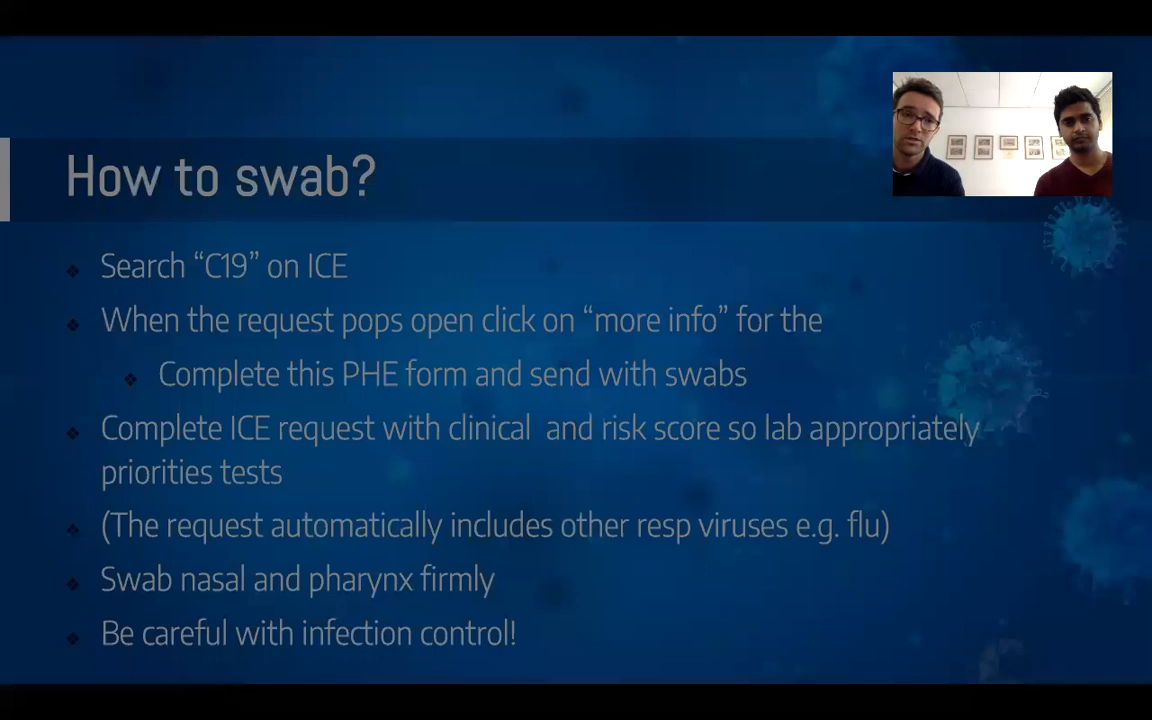 How to swab?
Search “C19” on ICE
When the request pops open click on “more info” for the
Complete this PHE form and send with swabs
Complete ICE request with clinical  and risk score so lab appropriately
priorities tests
(The request automatically includes other resp viruses e.g. flu)
Swab nasal and pharynx firmly
Be careful with infection control!